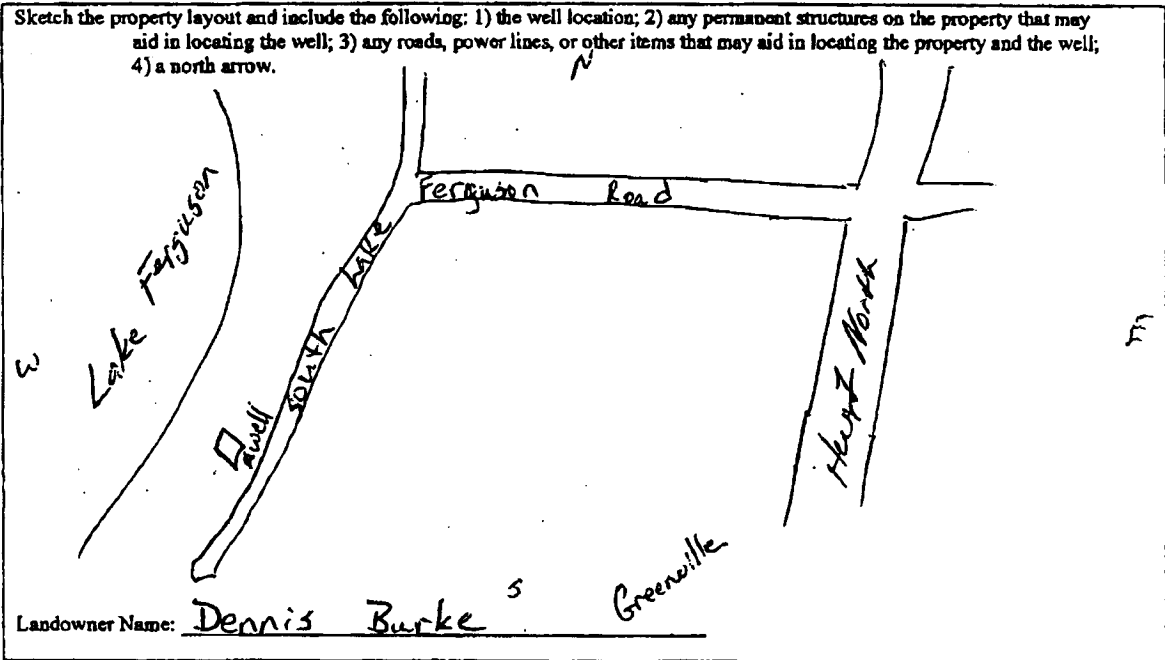 Sketch the property layout and include the following: 1) the well location; 2) any permanent structures on the property that may
aid in locating the well; 3) any roads, power lines, or other items that may aid in locating the property and the well;
4) a north arrow.
N
Ferguson Road
Lake Ferguson
South Lake
W
E
well
North
S
Greenville
Landowner Name: Dennis Burke